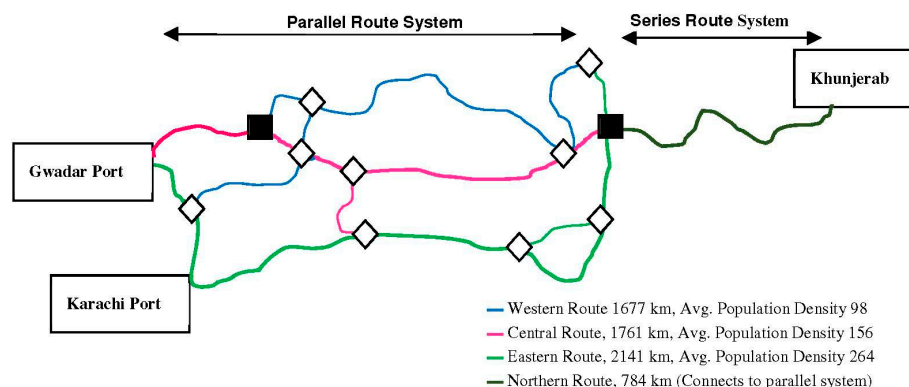 Parallel Route System
Series Route System
Khunjerab
Gwadar Port
Karachi Port
Western Route 1677 km, Avg. Population Density 98
Central Route, 1761 km, Avg. Population Density 156
Eastern Route, 2141 km, Avg. Population Density 264
Northern Route, 784 km (Connects to parallel system)